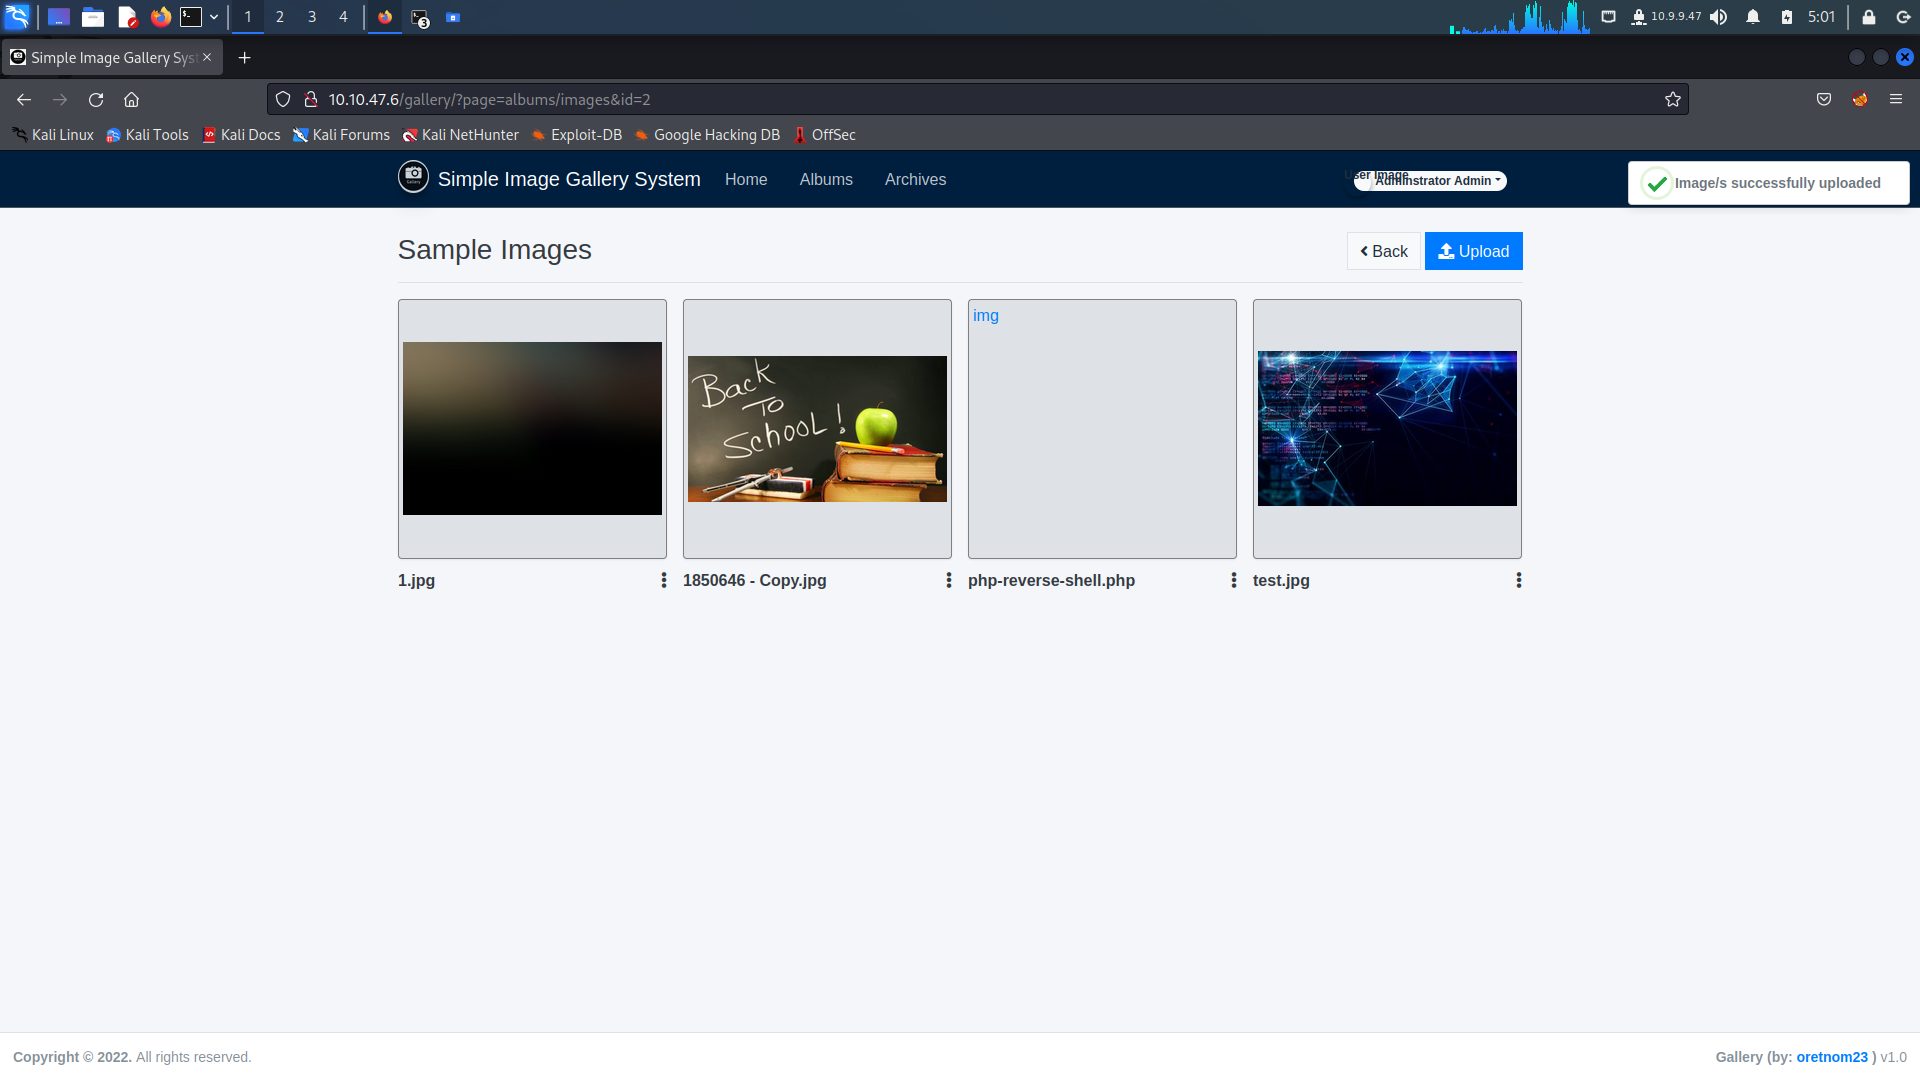 1 2 3 4 3 10.9.9.47 5:01
Simple Image Gallery Syst
10.10.47.6/gallery/?page=albums/images&id=2
Kali Linux Kali Tools Kali Docs Kali Forums Kali NetHunter Exploit-DB Google Hacking DB OffSec
Simple Image Gallery System Home Albums Archives User Image Adminstrator Admin Image/s successfully uploaded
Sample Images Back Upload
img
Back
To
School!
1.jpg 1850646 - Copy.jpg php-reverse-shell.php test.jpg
Copyright © 2022. All rights reserved. Gallery (by: oretnom23 ) v1.0